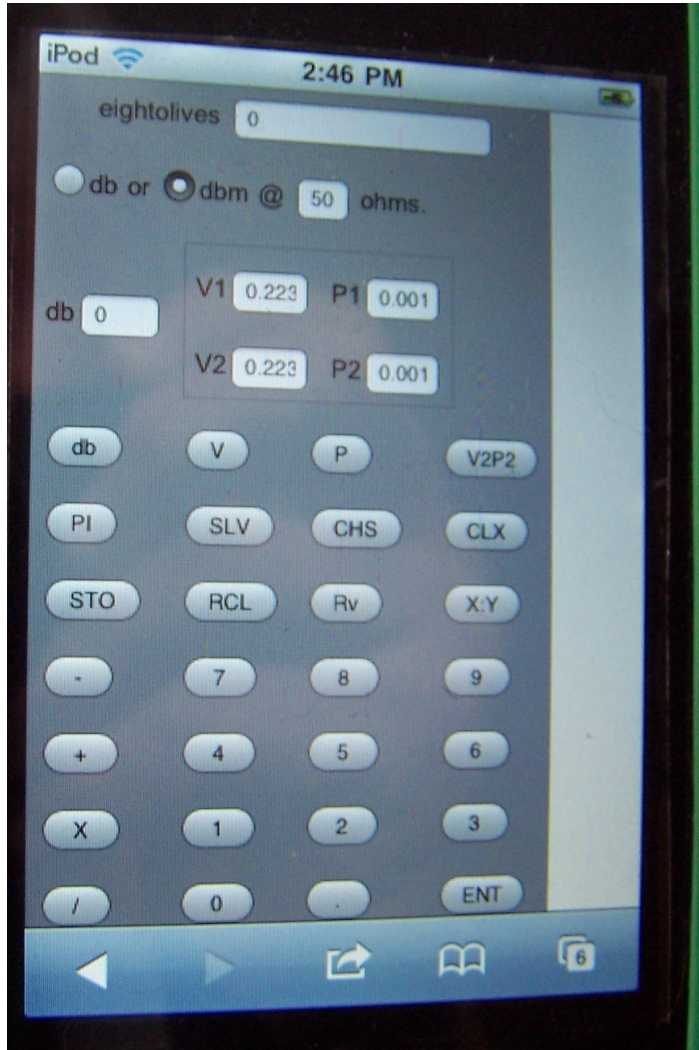 iPod 2:46 PM
eightolives 0
db or dbm @ 50 ohms.
V1 0.223 P1 0.001
db 0
V2 0.223 P2 0.001
db V P V2P2
PI SLV CHS CLX
STO RCL Rv X:Y
- 7 8 9
+ 4 5 6
X 1 2 3
/ 0 . ENT
6